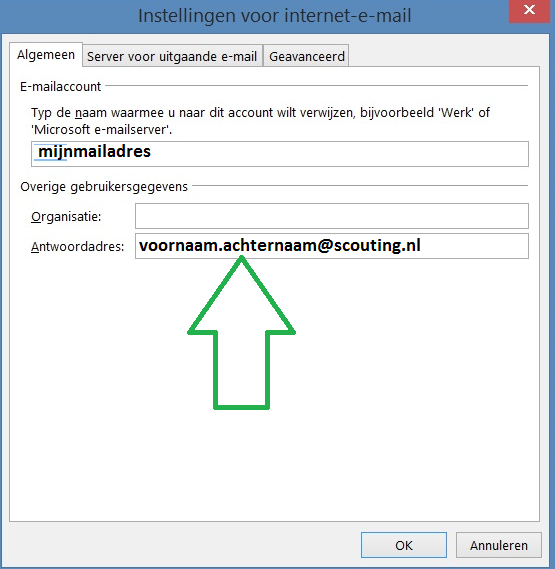 Instellingen voor internet-e-mail
Algemeen Server voor uitgaande e-mail Geavanceerd
E-mailaccount
Typ de naam waarmee u naar dit account wilt verwijzen, bijvoorbeeld 'Werk' of
'Microsoft e-mailserver'.
mijnmailadres
Overige gebruikersgegevens
Organisatie:
Antwoordadres: voornaam.achternaam@scouting.nl
OK Annuleren